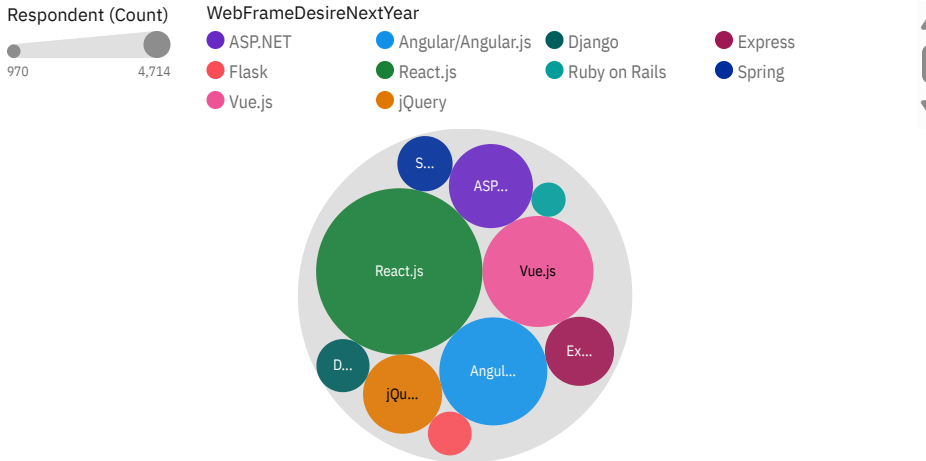 Respondent (Count)
970 4,714
WebFrameDesireNextYear
ASP.NET Angular/Angular.js Django Express
Flask React.js Ruby on Rails Spring
Vue.js jQuery
S...
ASP...
React.js
Vue.js
Ex...
D...
Angul...
jQu...